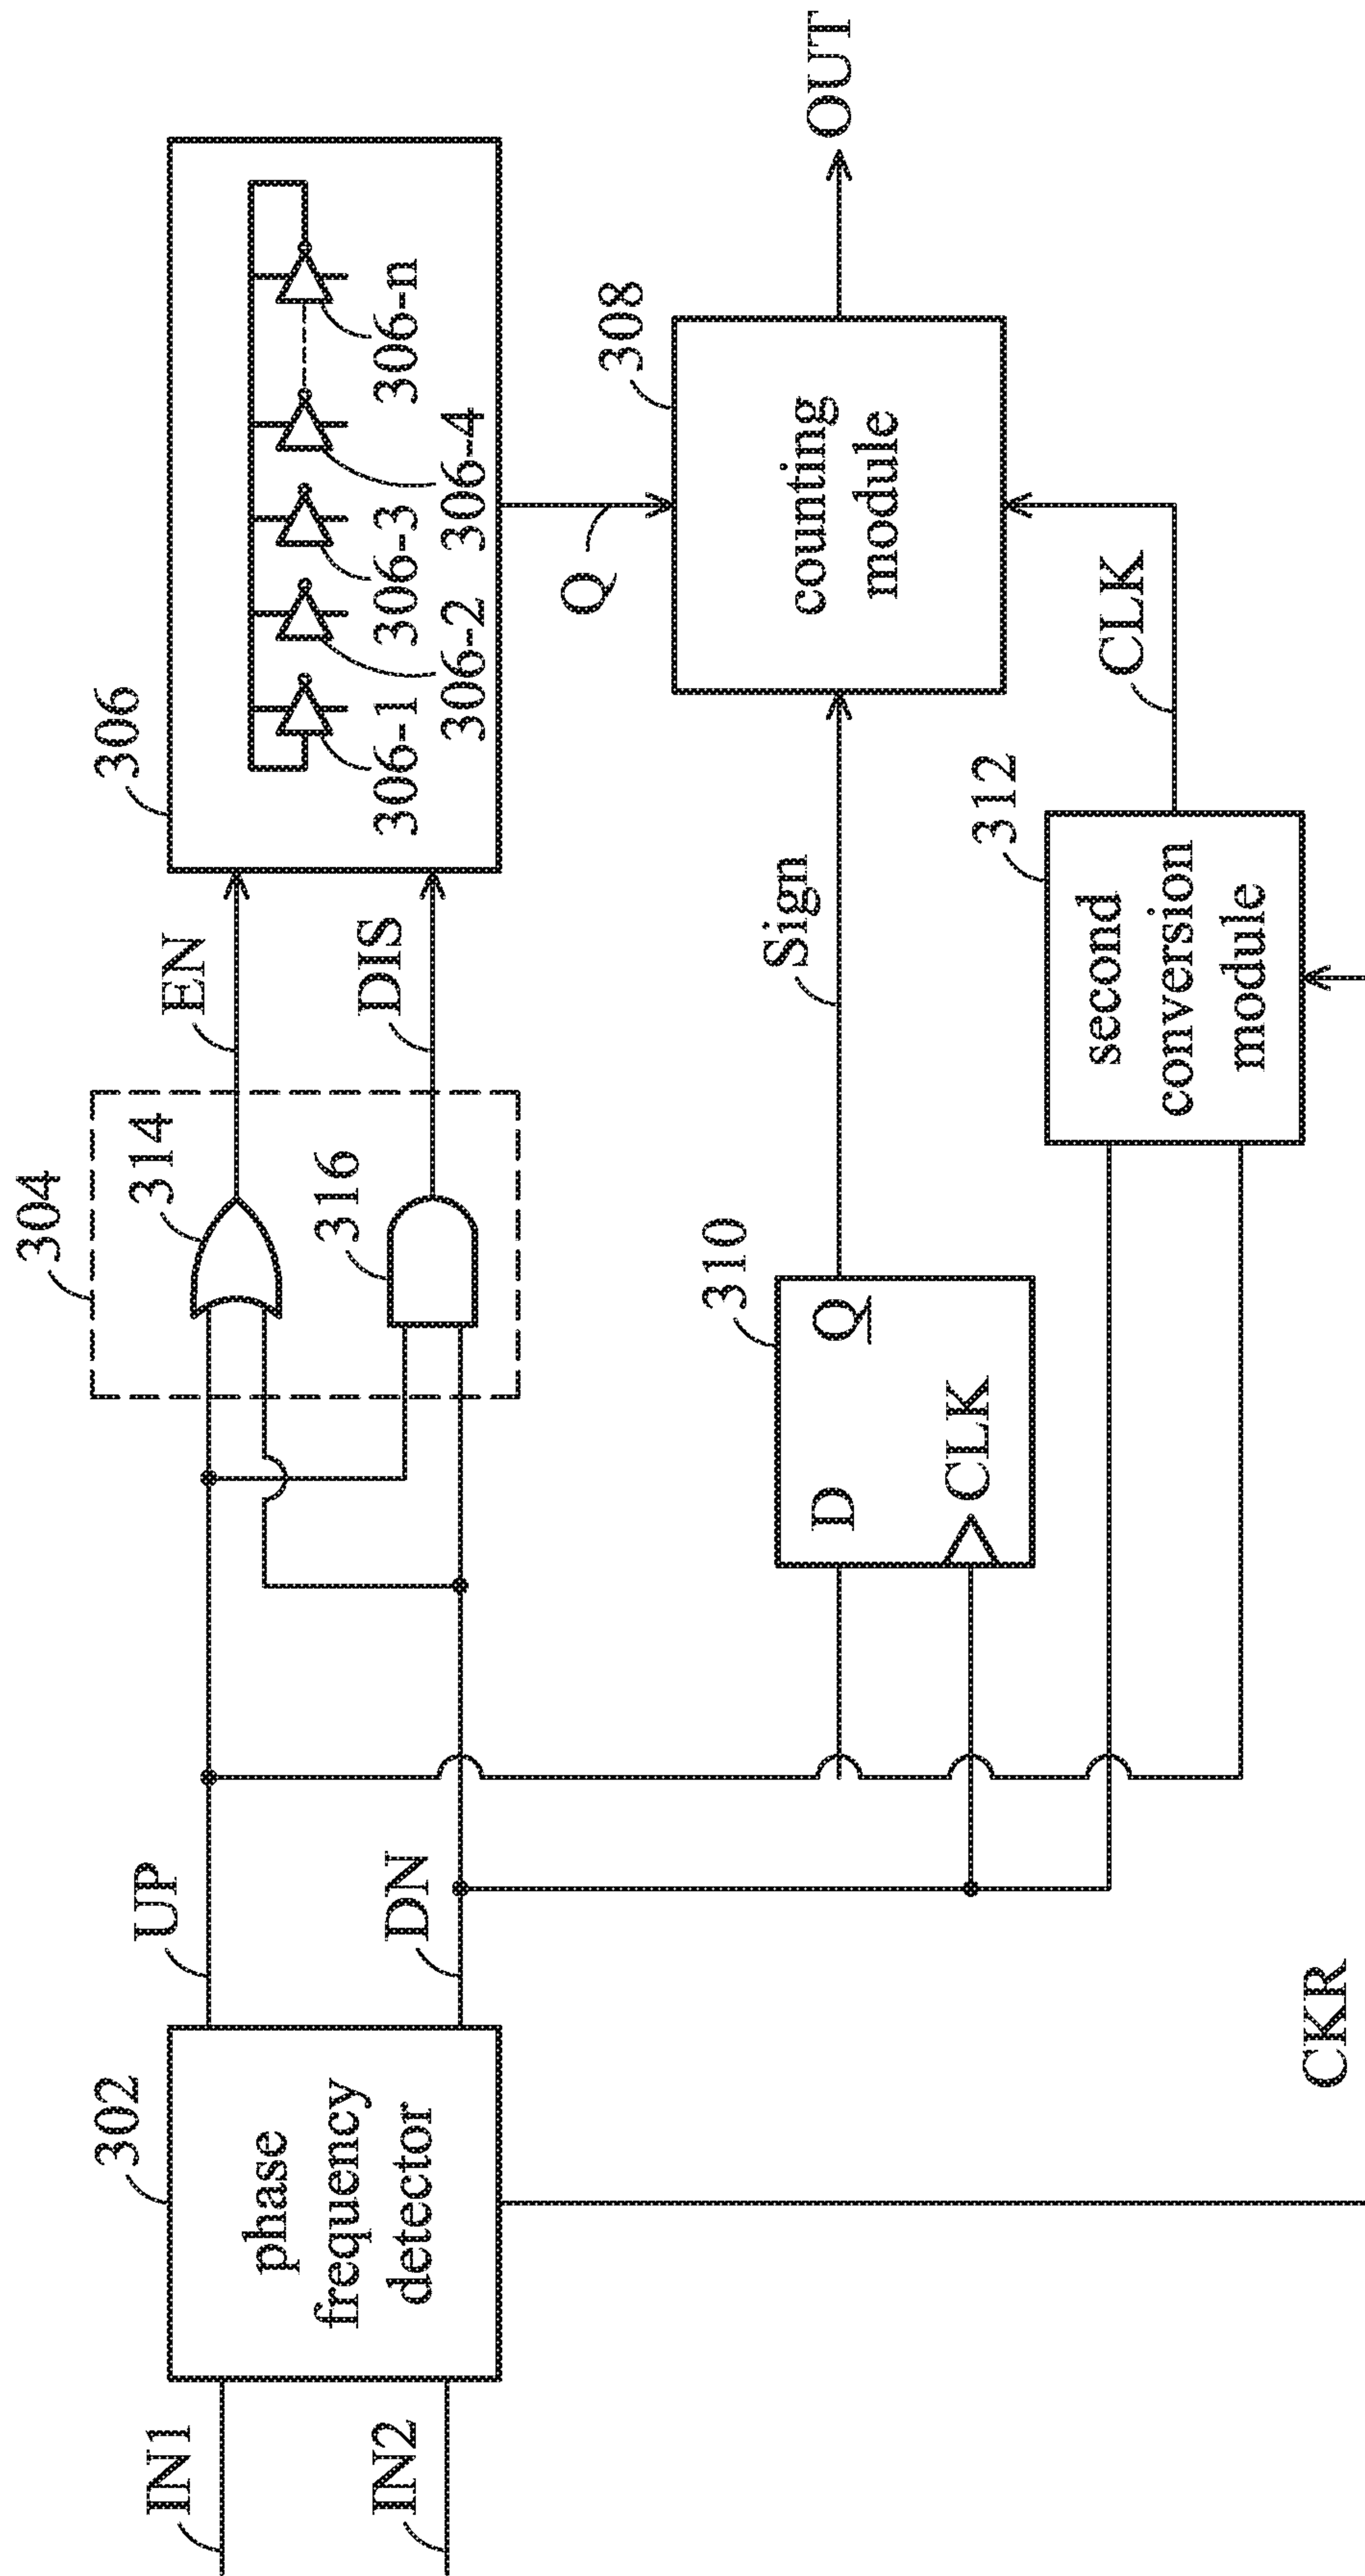 IN1
IN2
302
phase
frequency
detector
UP
DN
304
314
316
EN
DIS
306
306-1
306-2
306-3
306-4
306-n
Q
310
D
Q
CLK
Sign
308
counting
module
OUT
312
second
conversion
module
CLK
CKR